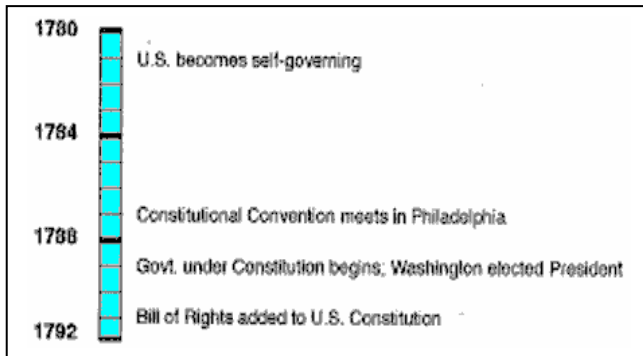 1780
U.S. becomes self-governing
1784
Constitutional Convention meets in Philadelphia
1788
Govt. under Constitution begins; Washington elected President
Bill of Rights added to U.S. Constitution
1792